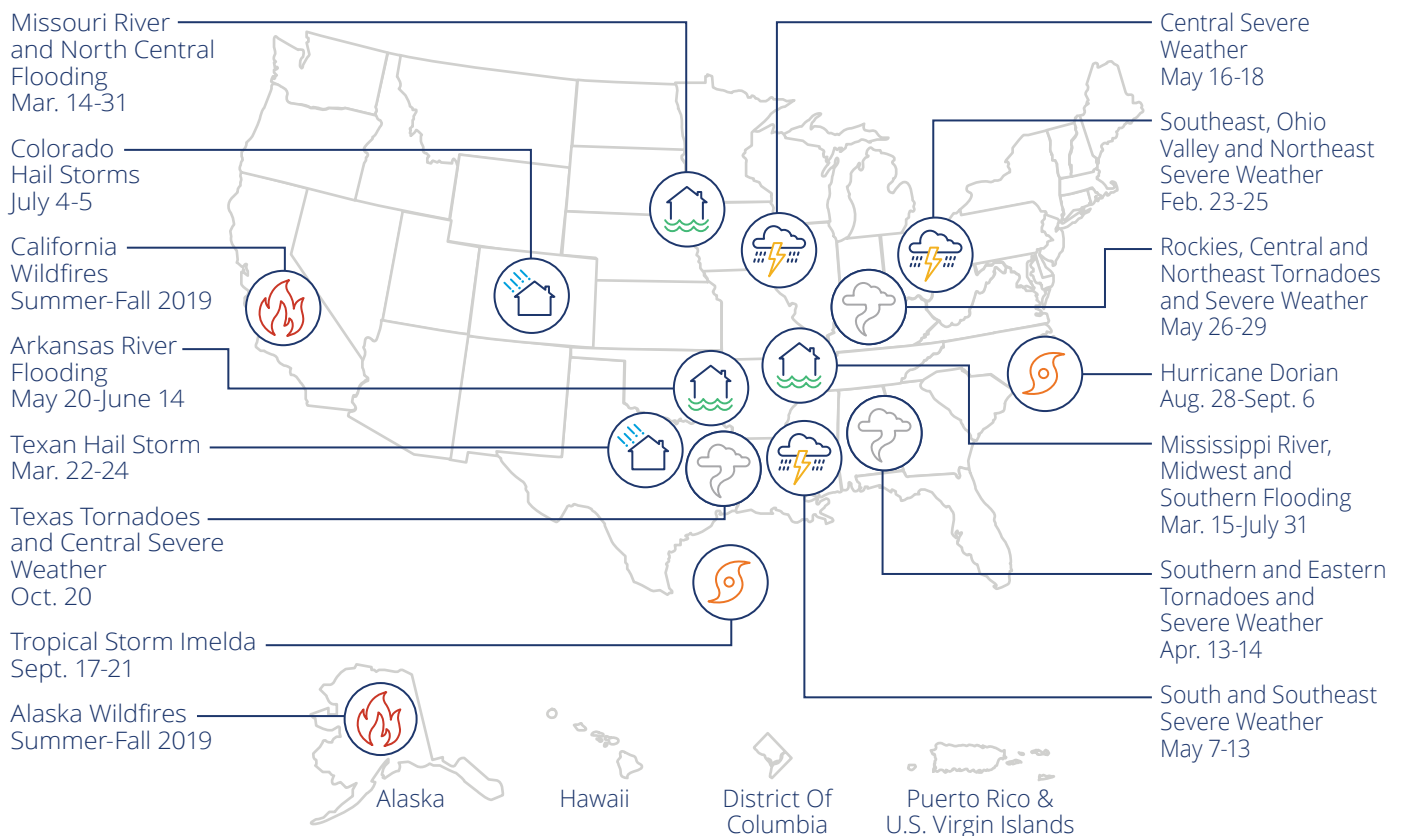 Missouri River
and North Central
Flooding
Mar. 14-31
Colorado
Hail Storms
July 4-5
California
Wildfires
Summer-Fall 2019
Arkansas River
Flooding
May 20-June 14
Texan Hail Storm
Mar. 22-24
Texas Tornadoes
and Central Severe
Weather
Oct. 20
Tropical Storm Imelda
Sept. 17-21
Alaska Wildfires
Summer-Fall 2019
Central Severe
Weather
May 16-18
Southeast, Ohio
Valley and Northeast
Severe Weather
Feb. 23-25
Rockies, Central and
Northeast Tornadoes
and Severe Weather
May 26-29
Hurricane Dorian
Aug. 28-Sept. 6
Mississippi River,
Midwest and
Southern Flooding
Mar. 15-July 31
Southern and Eastern
Tornadoes and
Severe Weather
Apr. 13-14
South and Southeast
Severe Weather
May 7-13
Alaska
Hawaii
District Of
Columbia
Puerto Rico &
U.S. Virgin Islands